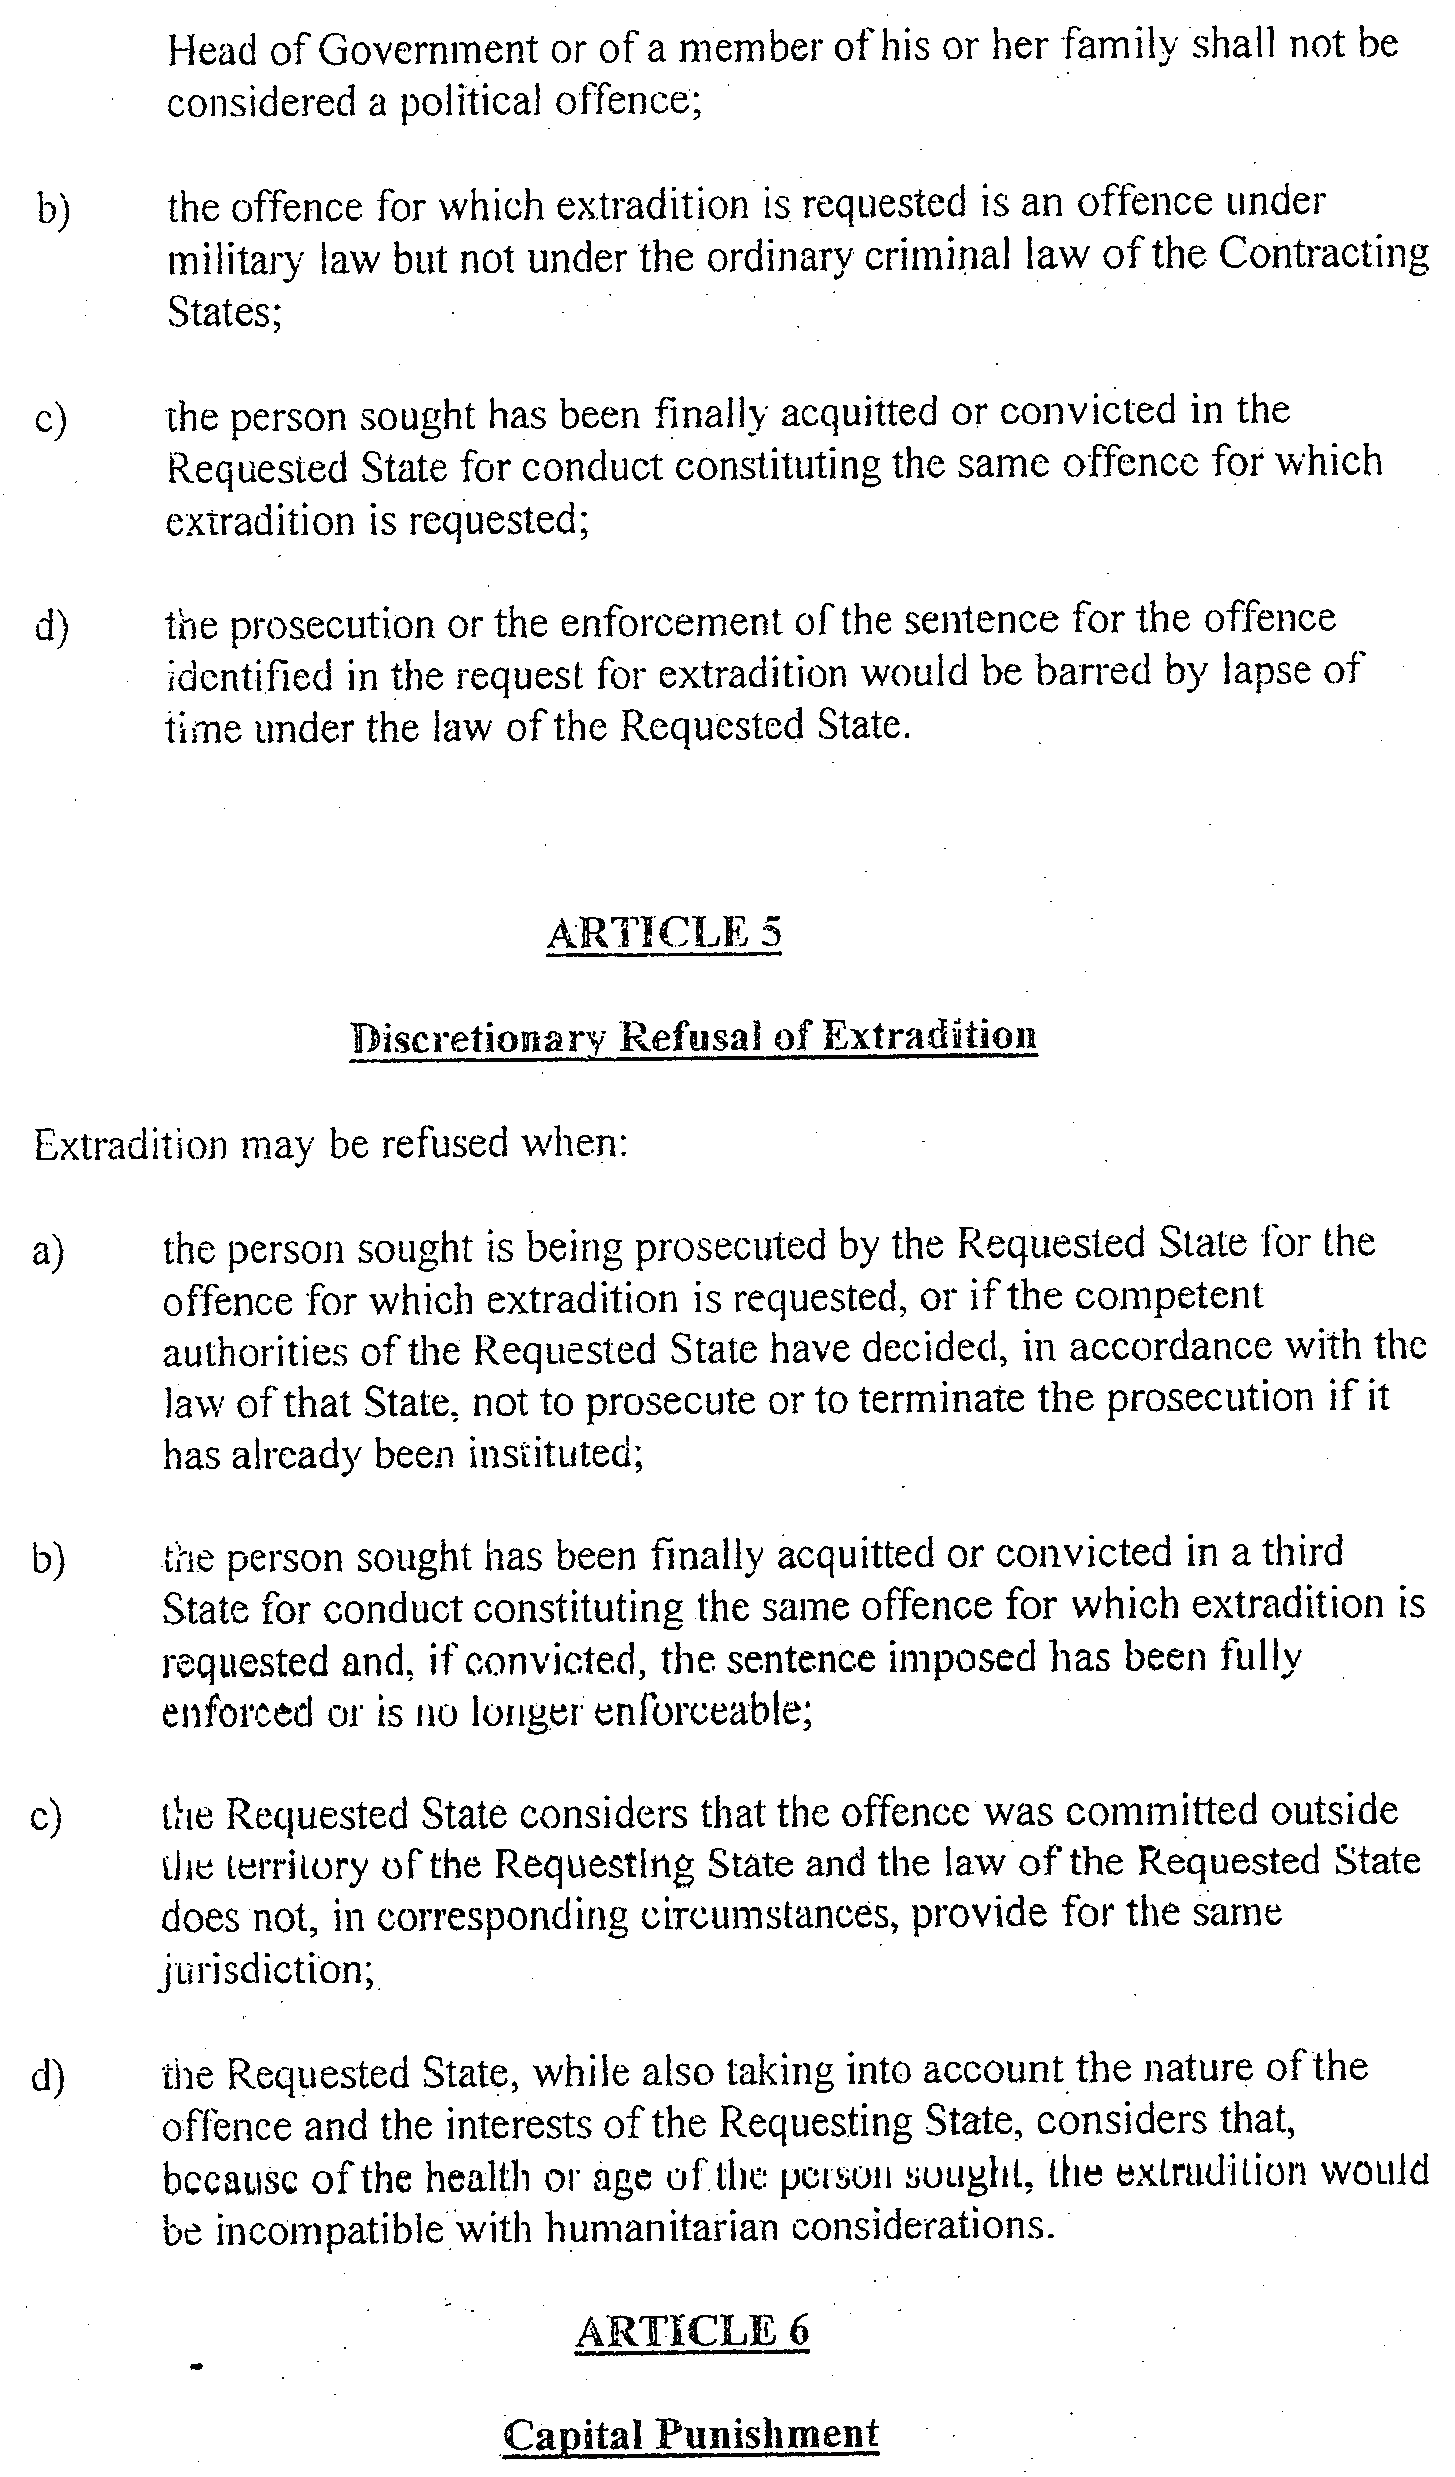 Head of Government or of a member of his or her family shall not be
considered a political offence;
b) the offence for which extradition is requested is an offence under
military law but not under the ordinary criminal law of the Contracting
States;
c) the person sought has been finally acquitted or convicted in the
Requested State for conduct constituting the same offence for which
extradition is requested;
d) the prosecution or the enforcement of the sentence for the offence
identified in the request for extradition would be barred by lapse of
time under the law of the Requested State.
ARTICLE 5
Discretionary Refusal of Extradition
Extradition may be refused when:
a) the person sought is being prosecuted by the Requested State for the
offence for which extradition is requested, or if the competent
authorities of the Requested State have decided, in accordance with the
law of that State, not to prosecute or to terminate the prosecution if it
has already been instituted;
b) the person sought has been finally acquitted or convicted in a third
State for conduct constituting the same offence for which extradition is
requested and, if convicted, the sentence imposed has been fully
enforced or is no longer enforceable;
c) the Requested State considers that the offence was committed outside
the territory of the Requesting State and the law of the Requested State
does not, in corresponding circumstances, provide for the same
jurisdiction;
d) the Requested State, while also taking into account the nature of the
offence and the interests of the Requesting State, considers that,
because of the health or age of the person sought, the extradition would
be incompatible with humanitarian considerations.
ARTICLE 6
Capital Punishment